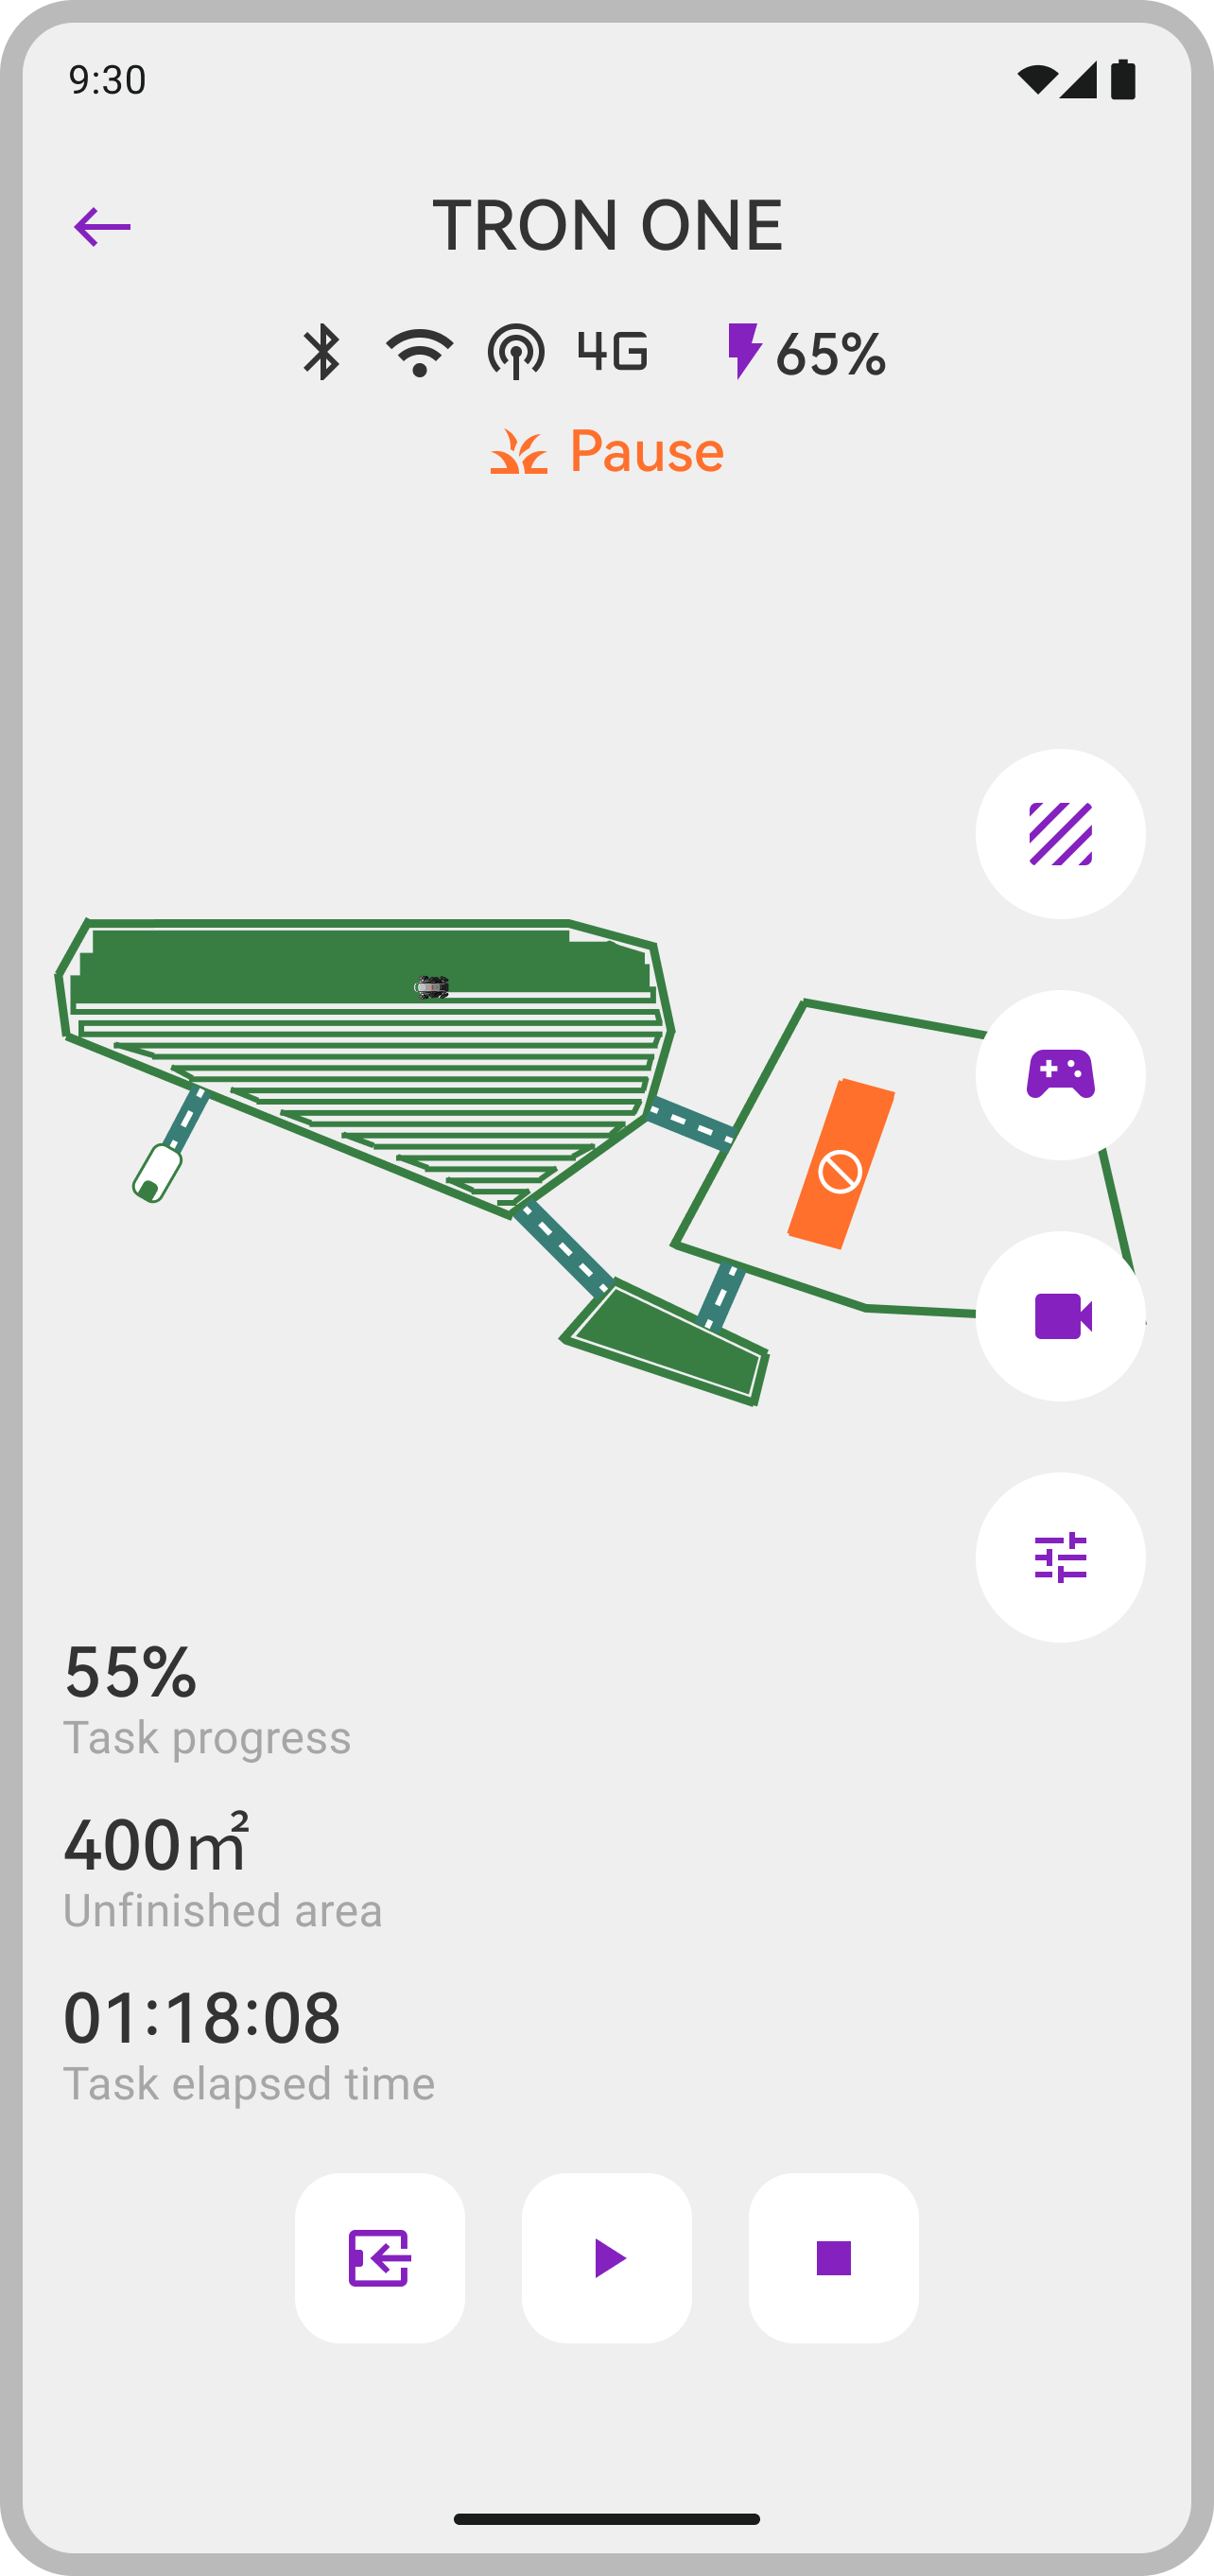 9:30
TRON ONE
4G 65%
Pause
55%
Task progress
400㎡
Unfinished area
01:18:08
Task elapsed time